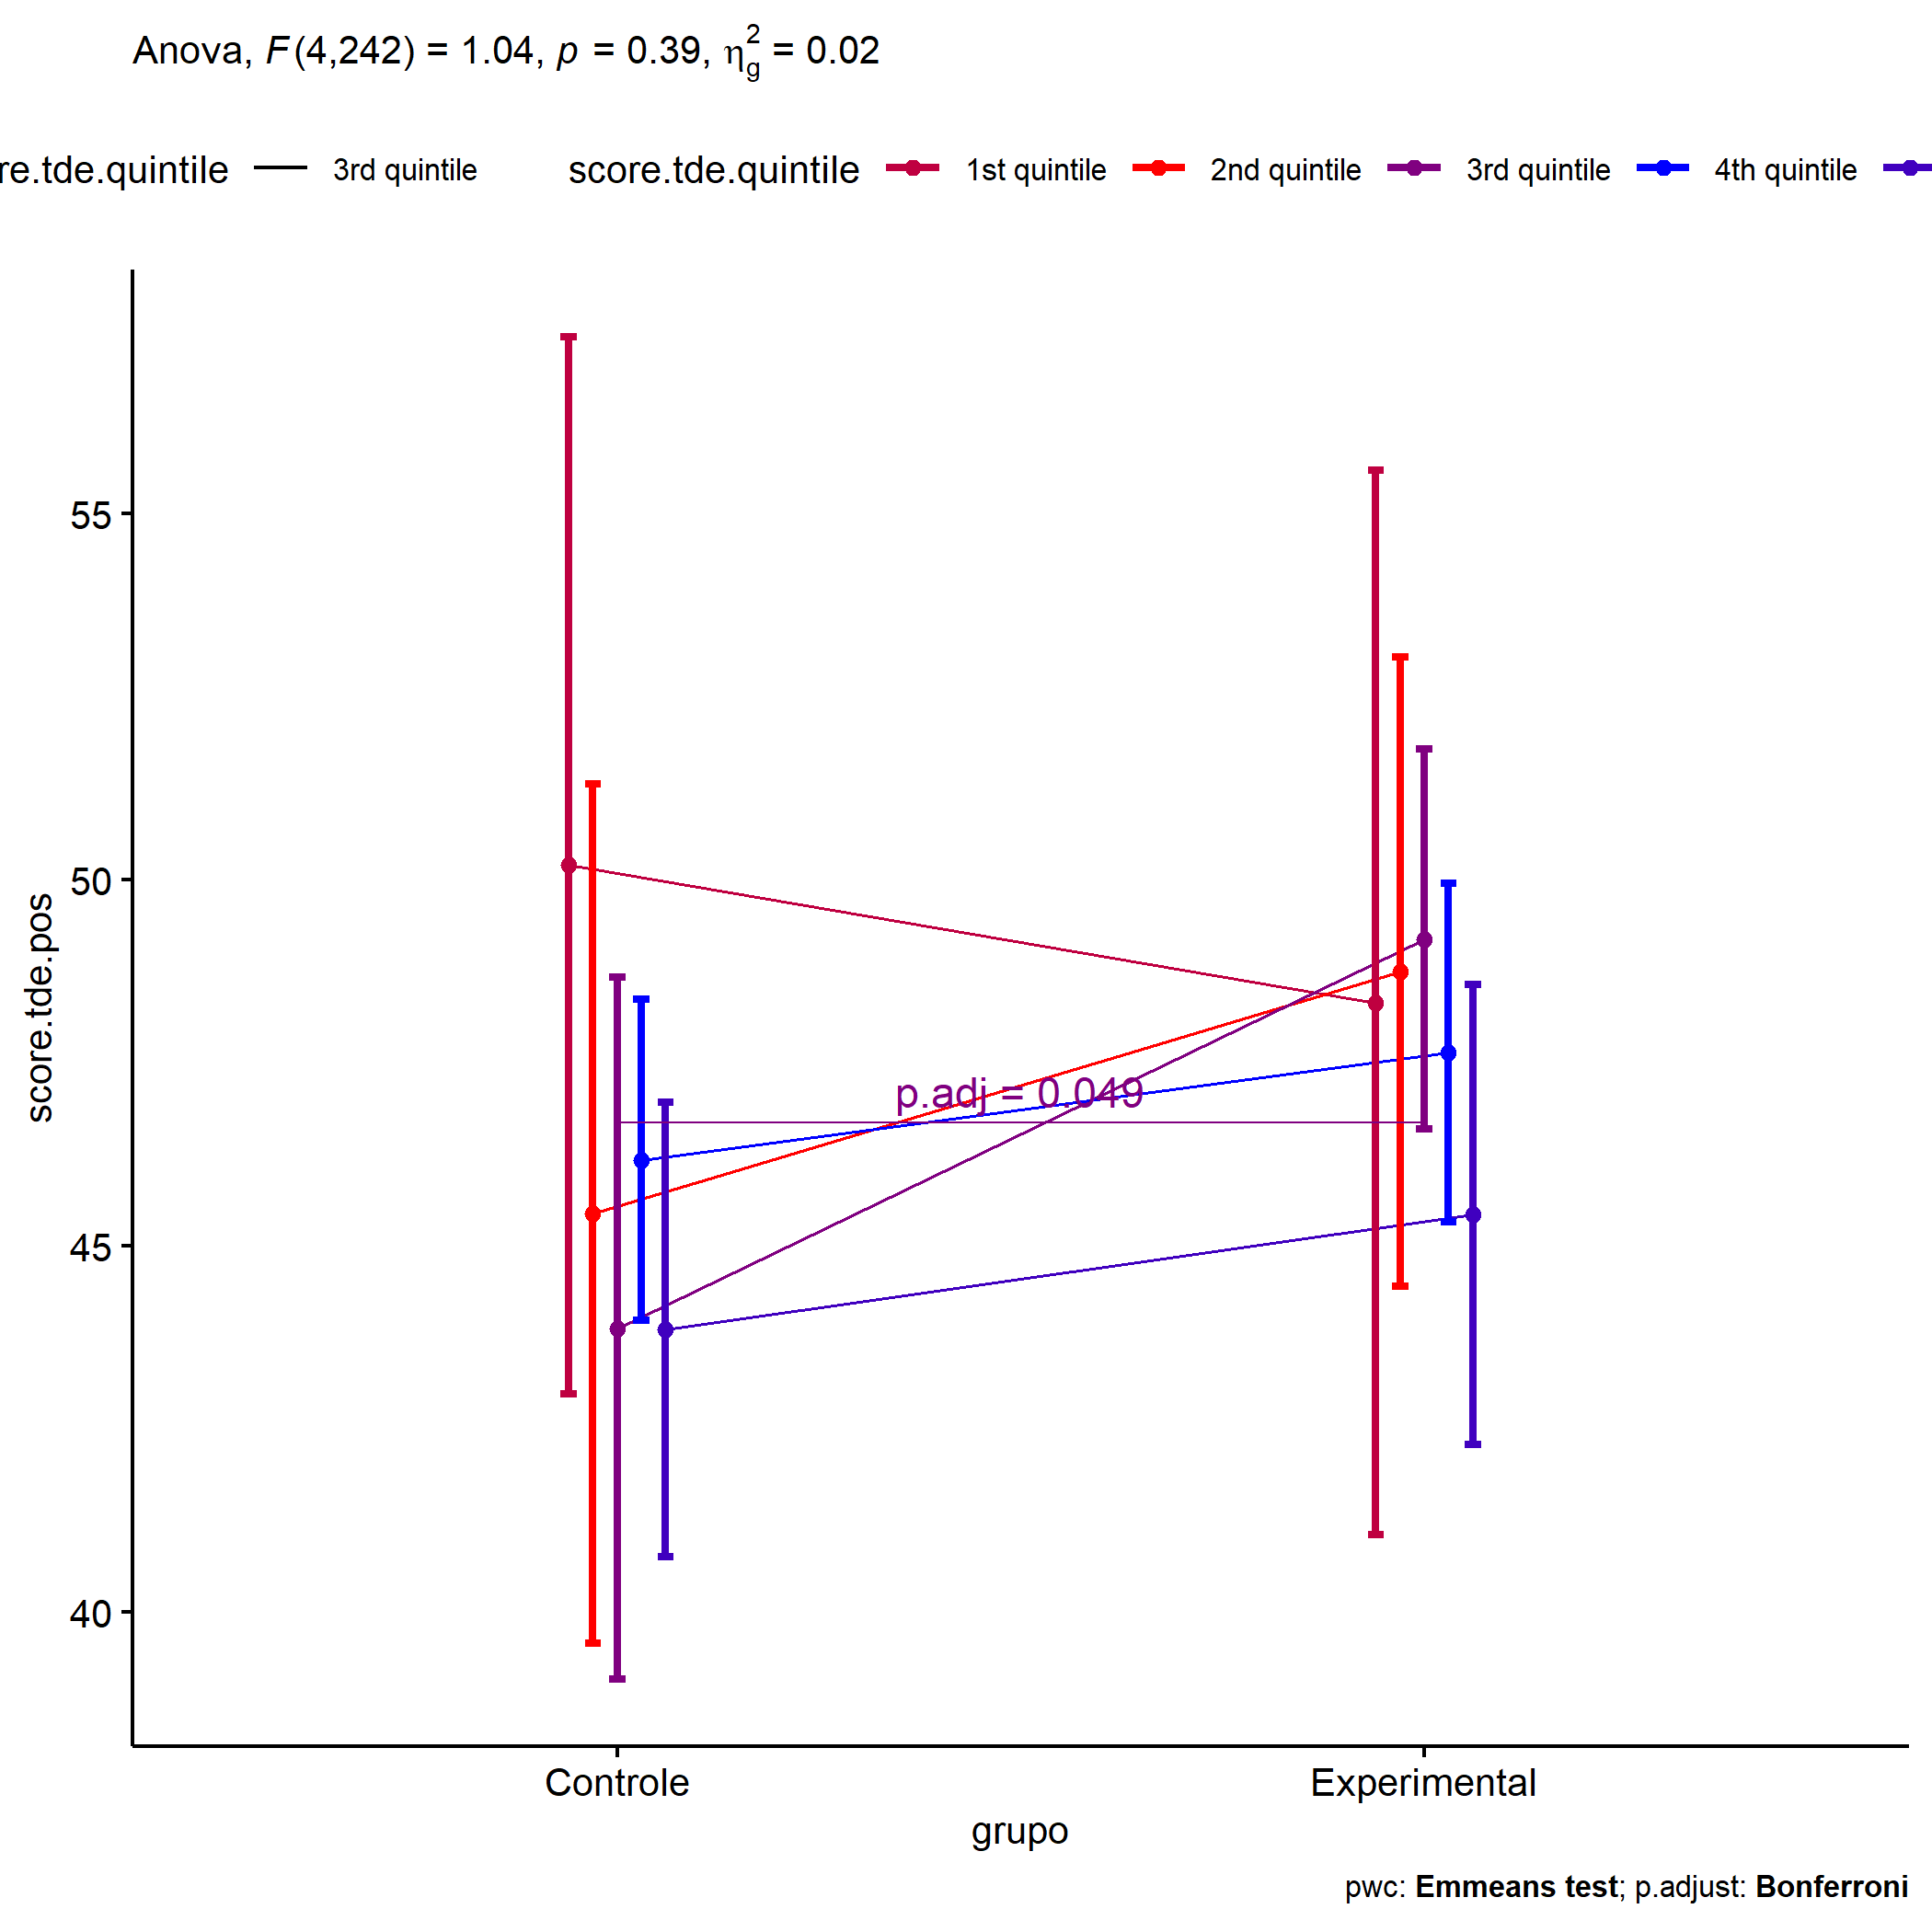 Anova, F(4,242) = 1.04, p = 0.39, η²g = 0.02
re.tde.quintile 3rd quintile score.tde.quintile 1st quintile 2nd quintile 3rd quintile 4th quintile
55
50
45
40
score.tde.pos
p.adj = 0.049
Controle Experimental
grupo
pwc: Emmeans test; p.adjust: Bonferroni